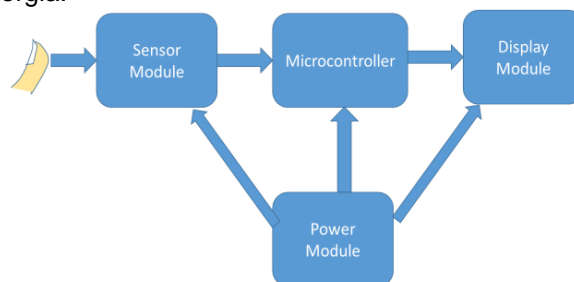 Sensor
Module
Microcontroller
Display
Module
Power
Module